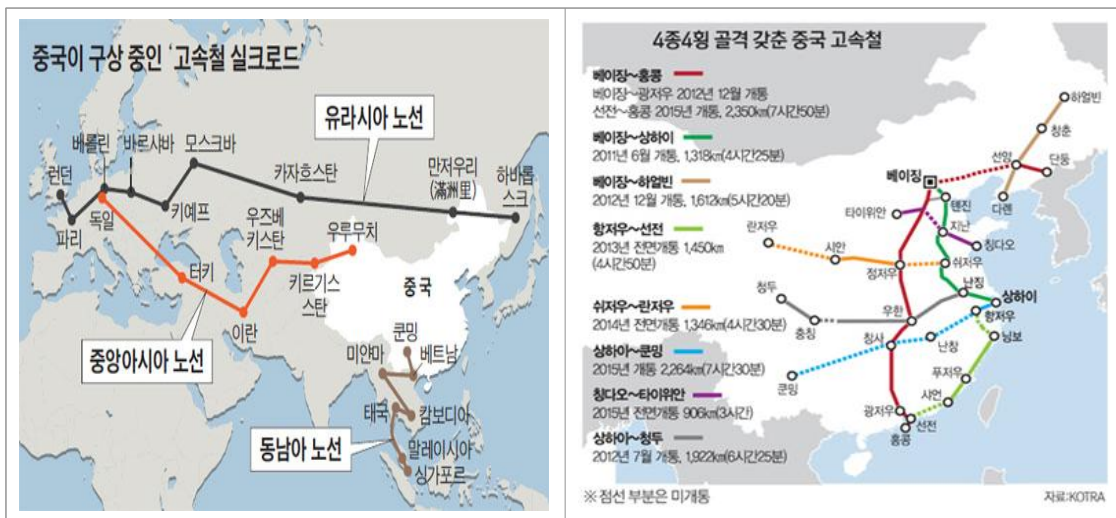 중국이 구상 중인 ‘고속철 실크로드’
유라시아 노선
베를린
바르샤바
모스크바
런던
카자흐스탄
만저우리
(滿洲里)
하바롭
스크
파리
독일
키예프
우즈베
키스탄
우루무치
터키
키르기스
스탄
중국
이란
중앙아시아 노선
쿤밍
미얀마
베트남
태국
캄보디아
동남아 노선
말레이시아
싱가포르
4종4횡 골격 갖춘 중국 고속철
베이징~홍콩
베이징~광저우 2012년 12월 개통
선전~홍콩 2015년 개통, 2,350㎞(7시간50분)
베이징~상하이
2011년 6월 개통, 1,318㎞(4시간25분)
베이징~하얼빈
2012년 12월 개통, 1,612㎞(5시간20분)
항저우~선전
2013년 전면개통 1,450㎞
(4시간50분)
쉬저우~란저우
2014년 전면개통 1,346㎞(4시간30분)
상하이~쿤밍
2015년 개통 2,264㎞(7시간30분)
칭다오~타이위안
2015년 전면개통 906㎞(3시간)
상하이~청두
2012년 7월 개통, 1,922㎞(6시간25분)
※ 점선 부분은 미개통
하얼빈
창춘
선양
단둥
베이징
다롄
톈진
타이위안
지난
란저우
시안
칭다오
정저우
쉬저우
청두
난징
상하이
우한
항저우
충칭
창사
난창
닝보
쿤밍
푸저우
샤먼
광저우
선전
홍콩
자료:KOTRA